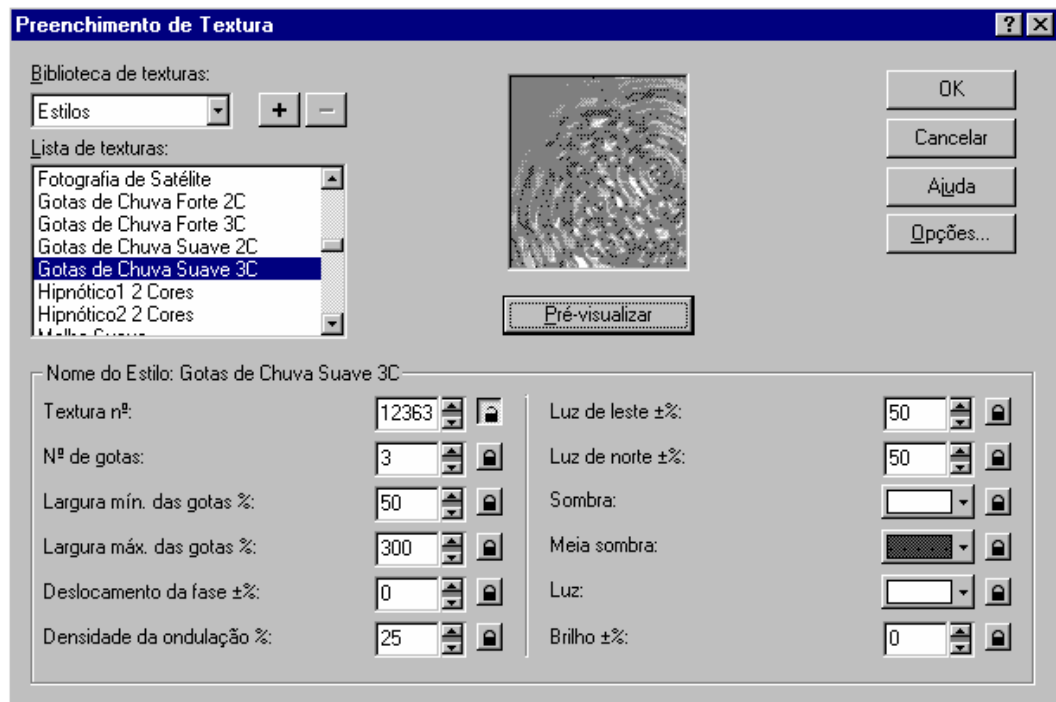 Preenchimento de Textura
Biblioteca de texturas:
Estilos
+ −
Lista de texturas:
Fotografia de Satélite
Gotas de Chuva Forte 2C
Gotas de Chuva Forte 3C
Gotas de Chuva Suave 2C
Gotas de Chuva Suave 3C
Hipnótico1 2 Cores
Hipnótico2 2 Cores
Pré-visualizar
OK
Cancelar
Ajuda
Opções...
Nome do Estilo: Gotas de Chuva Suave 3C
Textura nº: 12363
Nº de gotas: 3
Largura mín. das gotas %: 50
Largura máx. das gotas %: 300
Deslocamento da fase ±%: 0
Densidade da ondulação %: 25
Luz de leste ±%: 50
Luz de norte ±%: 50
Sombra:
Meia sombra:
Luz:
Brilho ±%: 0